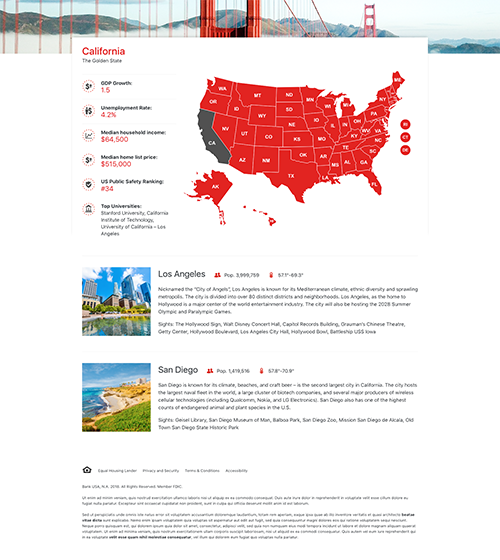 California
The Golden State
GDP Growth:
1.5
Unemployment Rate:
4.2%
Median household income:
$64,500
Median home list price:
$515,000
US Public Safety Ranking:
#34
Top Universities:
Stanford University, California
Institute of Technology,
University of California – Los
Angeles
WA
OR
CA
ID
NV
AZ
MT
WY
UT
CO
NM
ND
SD
NE
KS
OK
TX
MN
IA
MO
AR
LA
WI
IL
MI
IN
OH
KY
TN
MS
AL
GA
FL
SC
NC
VA
WV
PA
NY
ME
AK
HI
RI
CT
DE
Los Angeles Pop. 3,999,759 57.1°-69.3°
Nicknamed the "City of Angels", Los Angeles is known for its Mediterranean climate, ethnic diversity and sprawling
metropolis. The city is divided into over 80 distinct districts and neighborhoods. Los Angeles, as the home to
Hollywood is a major center of the world entertainment industry. The city will also be hosting the 2028 Summer
Olympic and Paralympic Games.
Sights: The Hollywood Sign, Walt Disney Concert Hall, Capitol Records Building, Grauman's Chinese Theatre,
Getty Center, Hollywood Boulevard, Los Angeles City Hall, Hollywood Bowl, Battleship USS Iowa
San Diego Pop. 1,419,516 57.6°-70.9°
San Diego is known for its climate, beaches, and craft beer – is the second largest city in California. The city hosts
the largest naval fleet in the world, a large cluster of biotech companies, and several major producers of wireless
cellular technologies (including Qualcomm, Nokia, and LG Electronics). San Diego also has one of the highest
counts of endangered animal and plant species in the U.S.
Sights: Geisel Library, San Diego Museum of Man, Balboa Park, San Diego Zoo, Mission San Diego de Alcala, Old
Town San Diego State Historic Park
Equal Housing Lender Privacy and Security Terms & Conditions Accessibility
Bank USA, N.A. 2019. All Rights Reserved. Member FDIC.